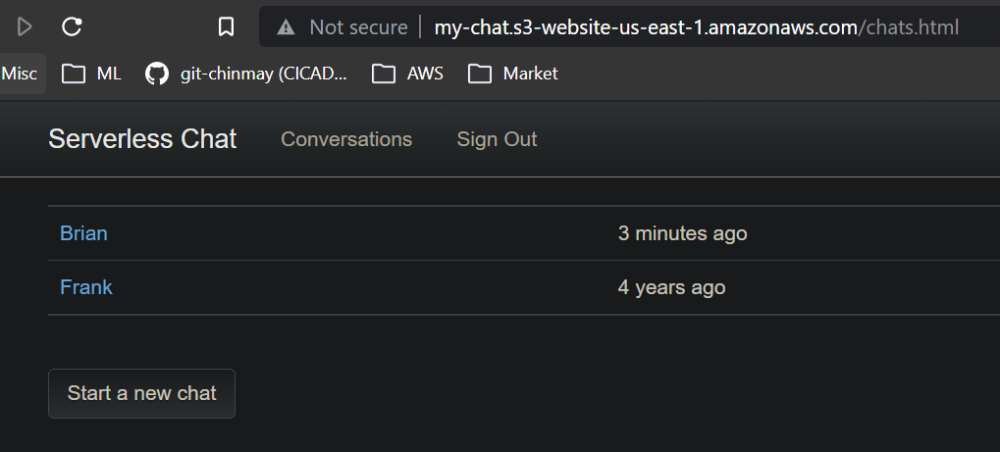 Not secure my-chat.s3-website-us-east-1.amazonaws.com/chats.html
Misc ML git-chinmay (CICAD... AWS Market
Serverless Chat Conversations Sign Out
Brian 3 minutes ago
Frank 4 years ago
Start a new chat